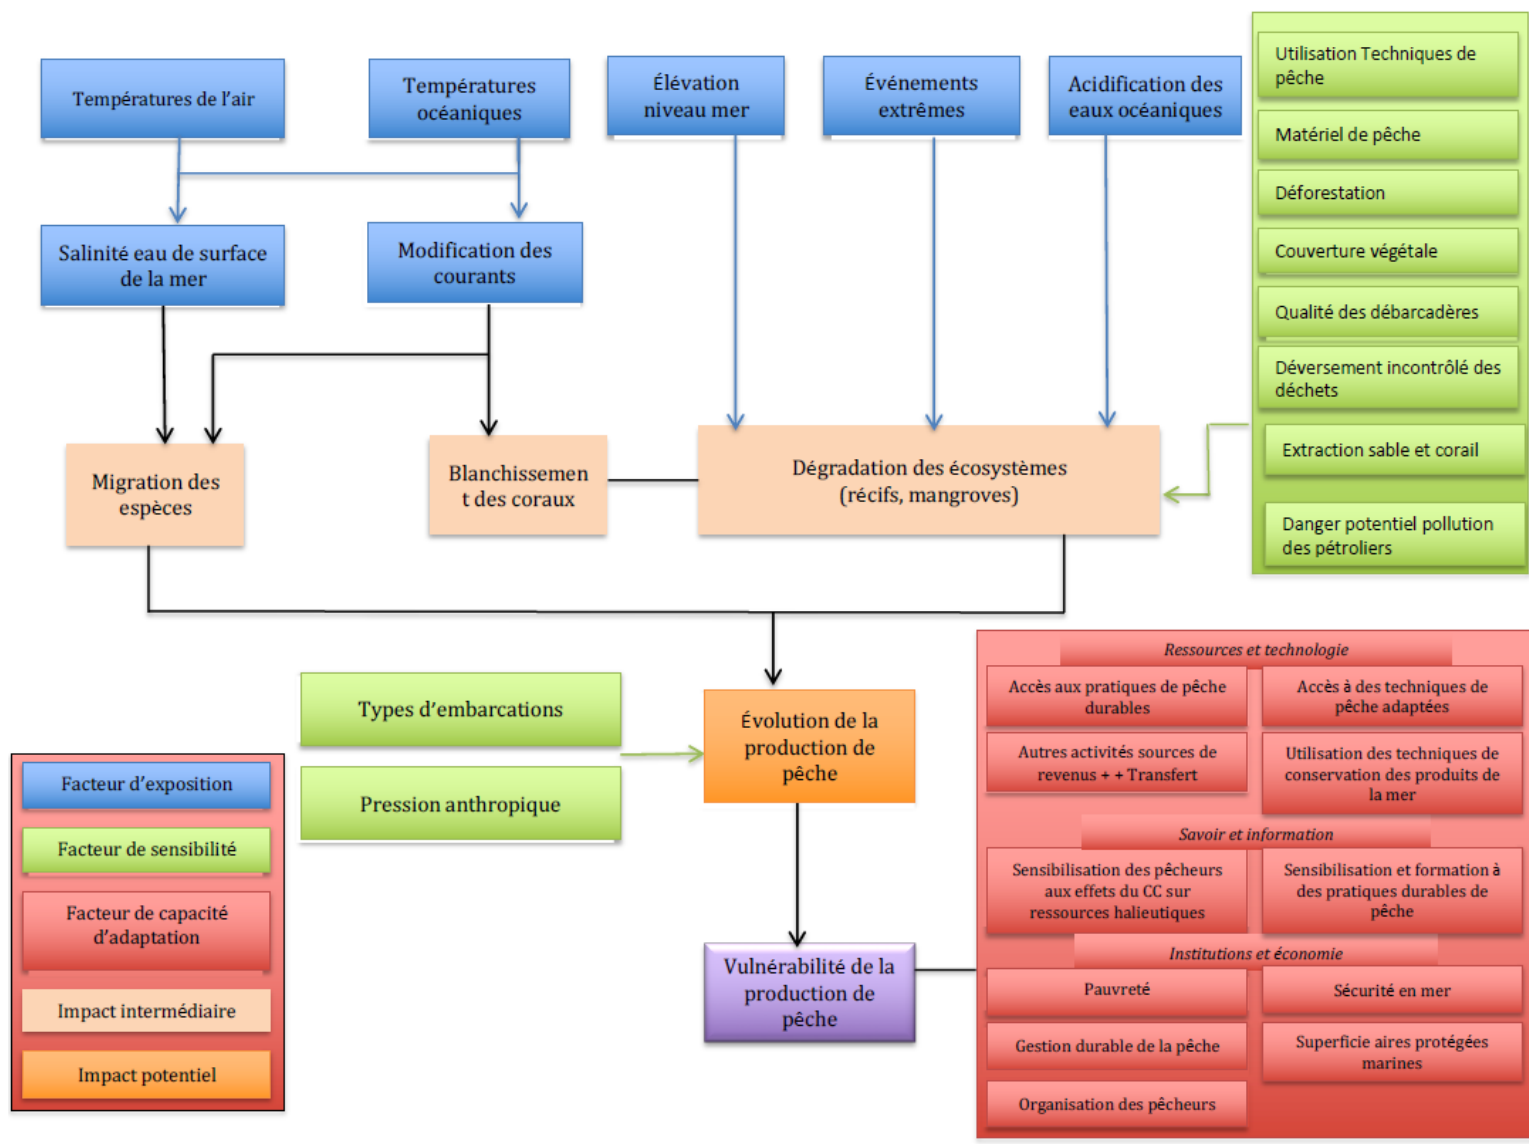 Températures de l'air
Températures
océaniques
Élévation
niveau mer
Événements
extrêmes
Acidification des
eaux océaniques
Utilisation Techniques de
pêche
Matériel de pêche
Déforestation
Couverture végétale
Qualité des débarcadères
Déversement incontrôlé des
déchets
Extraction sable et corail
Danger potentiel pollution
des pétroliers
Salinité eau de surface
de la mer
Modification des
courants
Migration des
espèces
Blanchissemen
t des coraux
Dégradation des écosystèmes
(récifs, mangroves)
Types d'embarcations
Pression anthropique
Évolution de la
production de
pêche
Vulnérabilité de la
production de
pêche
Ressources et technologie
Accès aux pratiques de pêche
durables
Accès à des techniques de
pêche adaptées
Autres activités sources de
revenus + + Transfert
Utilisation des techniques de
conservation des produits de
la mer
Savoir et information
Sensibilisation des pêcheurs
aux effets du CC sur
ressources halieutiques
Sensibilisation et formation à
des pratiques durables de
pêche
Institutions et économie
Pauvreté
Sécurité en mer
Gestion durable de la pêche
Superficie aires protégées
marines
Organisation des pêcheurs
Facteur d'exposition
Facteur de sensibilité
Facteur de capacité
d'adaptation
Impact intermédiaire
Impact potentiel